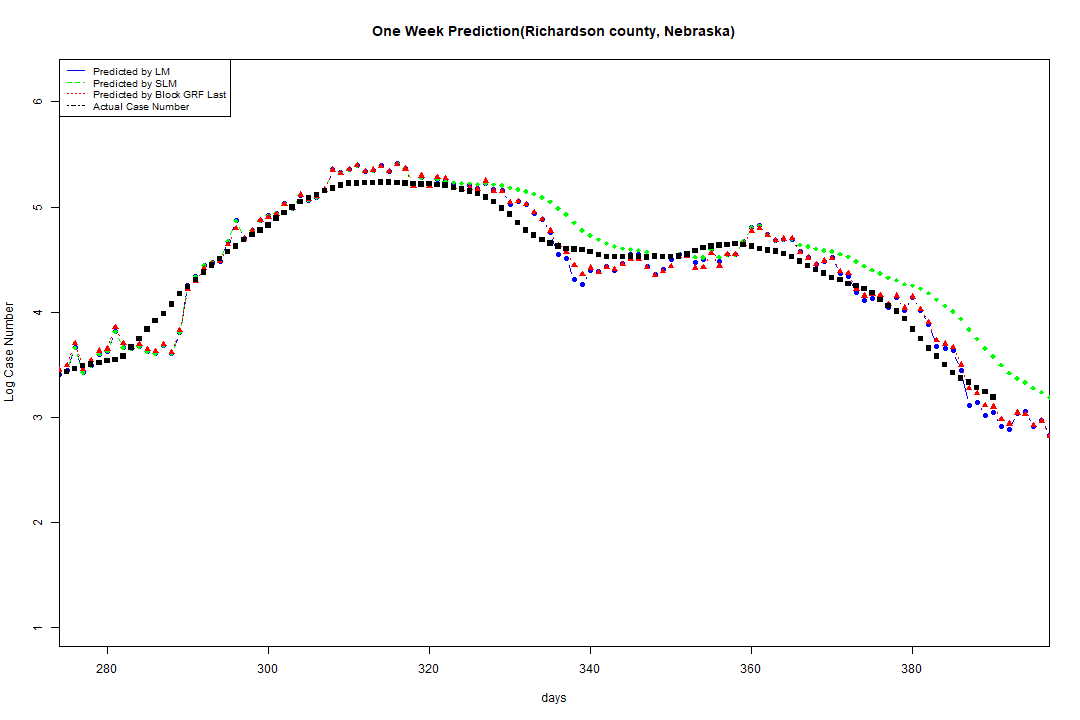 One Week Prediction(Richardson county, Nebraska)
Predicted by LM
Predicted by SLM
Predicted by Block GRF Last
Actual Case Number
6
5
4
3
2
1
Log Case Number
280 300 320 340 360 380
days